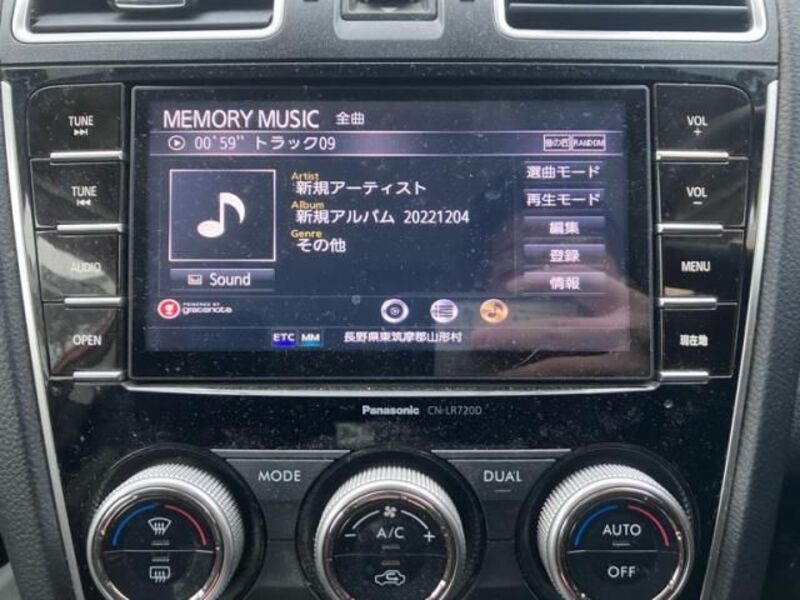 TUNE
VOL
+
TUNE
VOL
−
AUDIO
MENU
OPEN
現在地
MEMORY MUSIC 全曲
00'59" トラック09
RANDOM
Artist
新規アーティスト
Album
新規アルバム 20221204
Genre
その他
Sound
選曲モード
再生モード
編集
登録
情報
POWERED BY
gracenote
ETC MM 長野県東筑摩郡山形村
Panasonic CN-LR720D
MODE
DUAL
− A/C +
AUTO
OFF